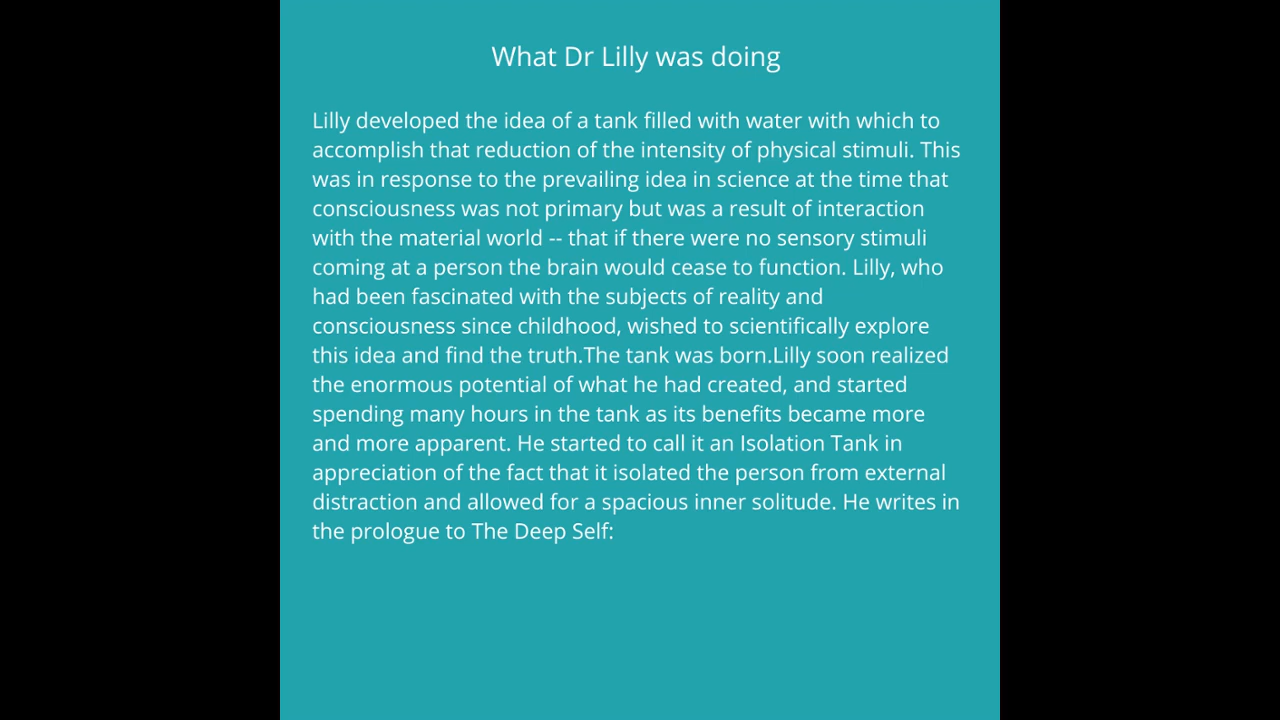 What Dr Lilly was doing
Lilly developed the idea of a tank filled with water with which to
accomplish that reduction of the intensity of physical stimuli. This
was in response to the prevailing idea in science at the time that
consciousness was not primary but was a result of interaction
with the material world -- that if there were no sensory stimuli
coming at a person the brain would cease to function. Lilly, who
had been fascinated with the subjects of reality and
consciousness since childhood, wished to scientifically explore
this idea and find the truth.The tank was born.Lilly soon realized
the enormous potential of what he had created, and started
spending many hours in the tank as its benefits became more
and more apparent. He started to call it an Isolation Tank in
appreciation of the fact that it isolated the person from external
distraction and allowed for a spacious inner solitude. He writes in
the prologue to The Deep Self: